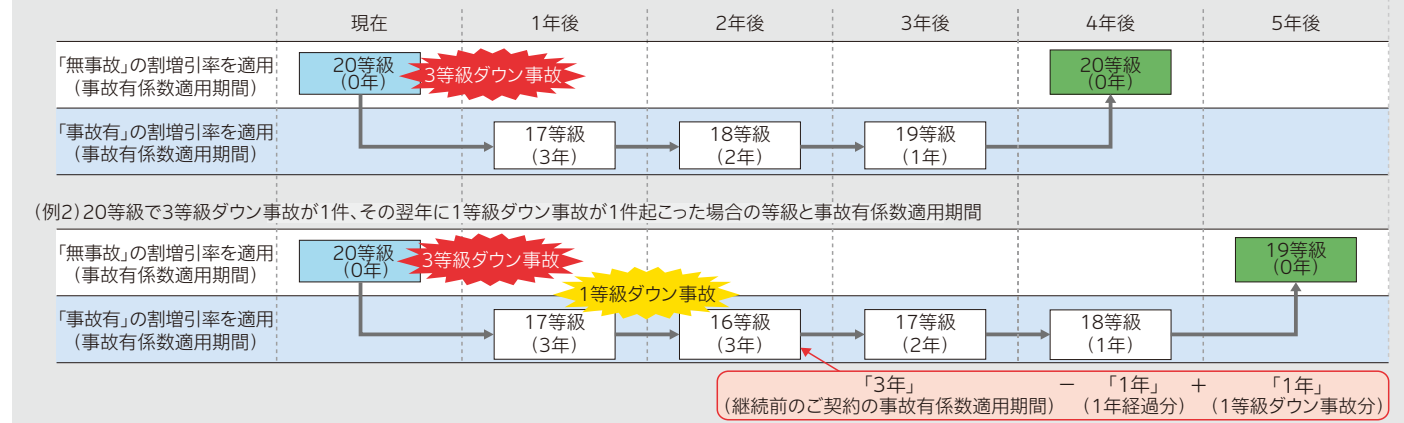 現在 1年後 2年後 3年後 4年後 5年後
「無事故」の割増引率を適用
(事故有係数適用期間)
20等級
(0年)
3等級ダウン事故
20等級
(0年)
「事故有」の割増引率を適用
(事故有係数適用期間)
17等級
(3年)
18等級
(2年)
19等級
(1年)
(例2)20等級で3等級ダウン事故が1件、その翌年に1等級ダウン事故が1件起こった場合の等級と事故有係数適用期間
「無事故」の割増引率を適用
(事故有係数適用期間)
20等級
(0年)
3等級ダウン事故
19等級
(0年)
1等級ダウン事故
「事故有」の割増引率を適用
(事故有係数適用期間)
17等級
(3年)
16等級
(3年)
17等級
(2年)
18等級
(1年)
「3年」 － 「1年」 ＋ 「1年」
(継続前のご契約の事故有係数適用期間) (1年経過分) (1等級ダウン事故分)